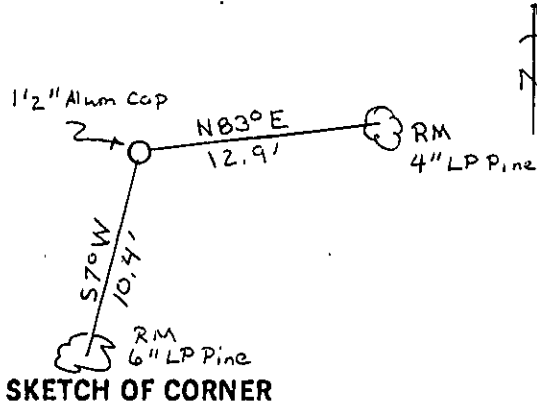 1'2" Alum Cap
N83°E
12.9'
RM
4" LP Pine
S7°W
10.4'
RM
6" LP Pine
SKETCH OF CORNER